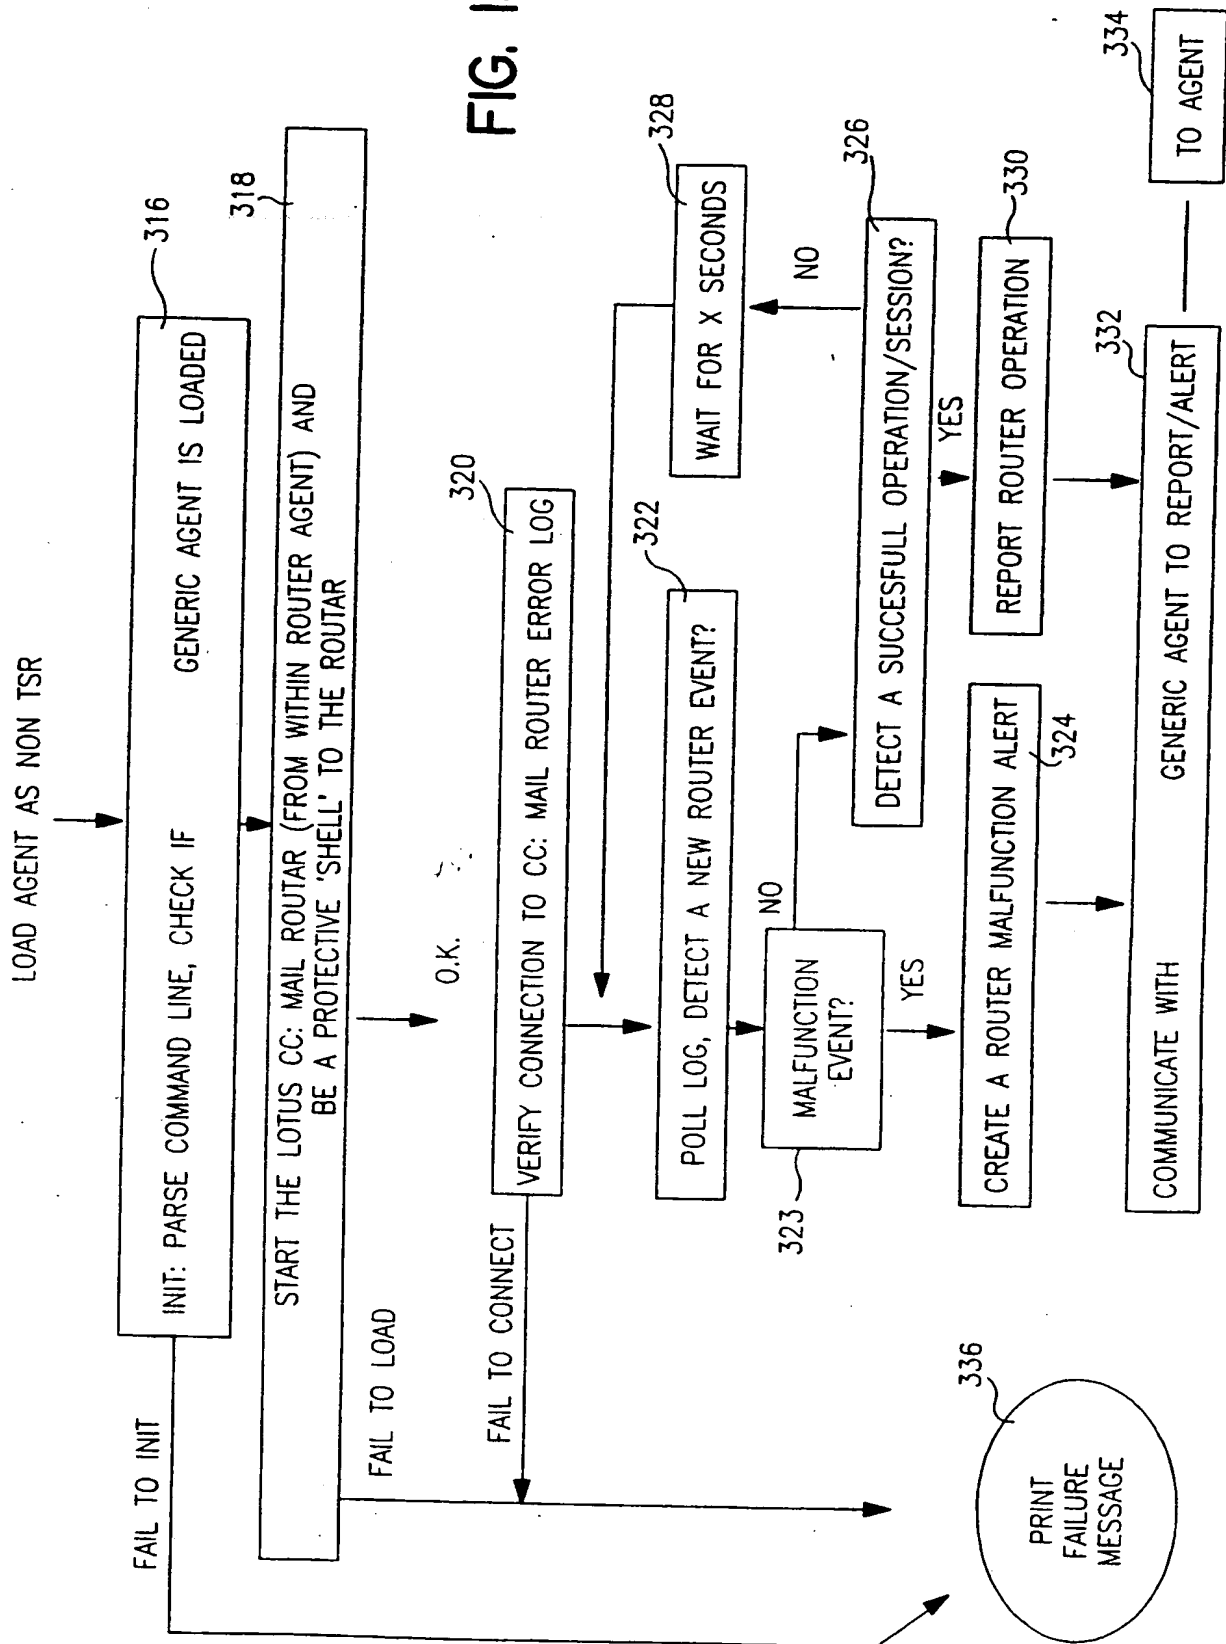 LOAD AGENT AS NON TSR
316
INIT: PARSE COMMAND LINE, CHECK IF GENERIC AGENT IS LOADED
FAIL TO INIT
318
START THE LOTUS CC: MAIL ROUTAR (FROM WITHIN ROUTER AGENT) AND
BE A PROTECTIVE 'SHELL' TO THE ROUTAR
FAIL TO LOAD
O.K.
FIG.
320
VERIFY CONNECTION TO CC: MAIL ROUTER ERROR LOG
FAIL TO CONNECT
328
WAIT FOR X SECONDS
322
POLL LOG, DETECT A NEW ROUTER EVENT?
NO
323
MALFUNCTION
EVENT?
NO
YES
326
DETECT A SUCCESFULL OPERATION/SESSION?
YES
324
CREATE A ROUTER MALFUNCTION ALERT
330
REPORT ROUTER OPERATION
332
COMMUNICATE WITH GENERIC AGENT TO REPORT/ALERT
334
TO AGENT
336
PRINT
FAILURE
MESSAGE